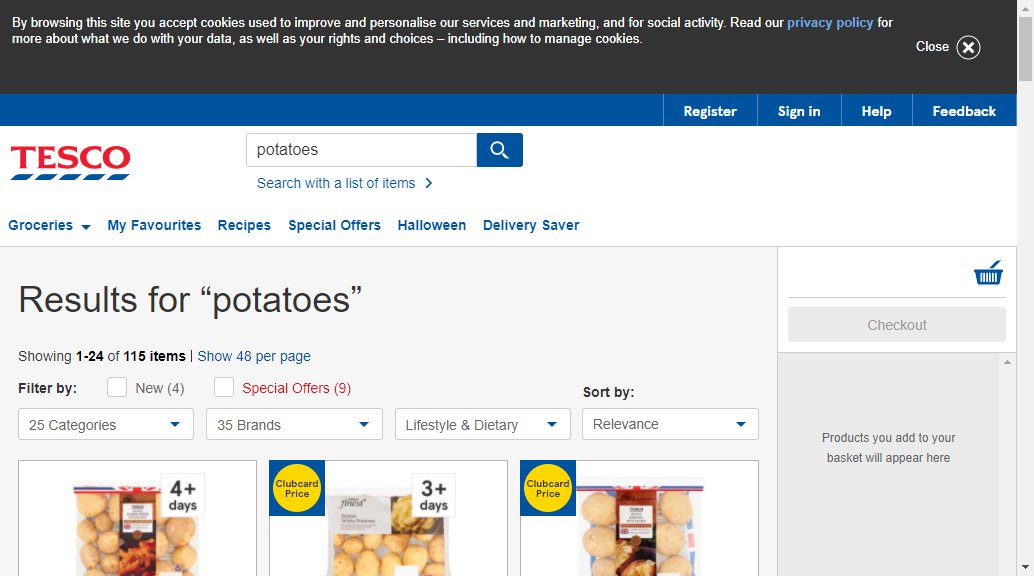 By browsing this site you accept cookies used to improve and personalise our services and marketing, and for social activity. Read our privacy policy for
more about what we do with your data, as well as your rights and choices – including how to manage cookies.
Close
Register Sign in Help Feedback
TESCO
potatoes
Search with a list of items
Groceries My Favourites Recipes Special Offers Halloween Delivery Saver
Results for “potatoes”
Checkout
Showing 1-24 of 115 items | Show 48 per page
Filter by: New (4) Special Offers (9)
Sort by:
25 Categories 35 Brands Lifestyle & Dietary Relevance
Products you add to your
basket will appear here
4+
days
Clubcard
Price
finest
3+
days
Clubcard
Price
TESCO